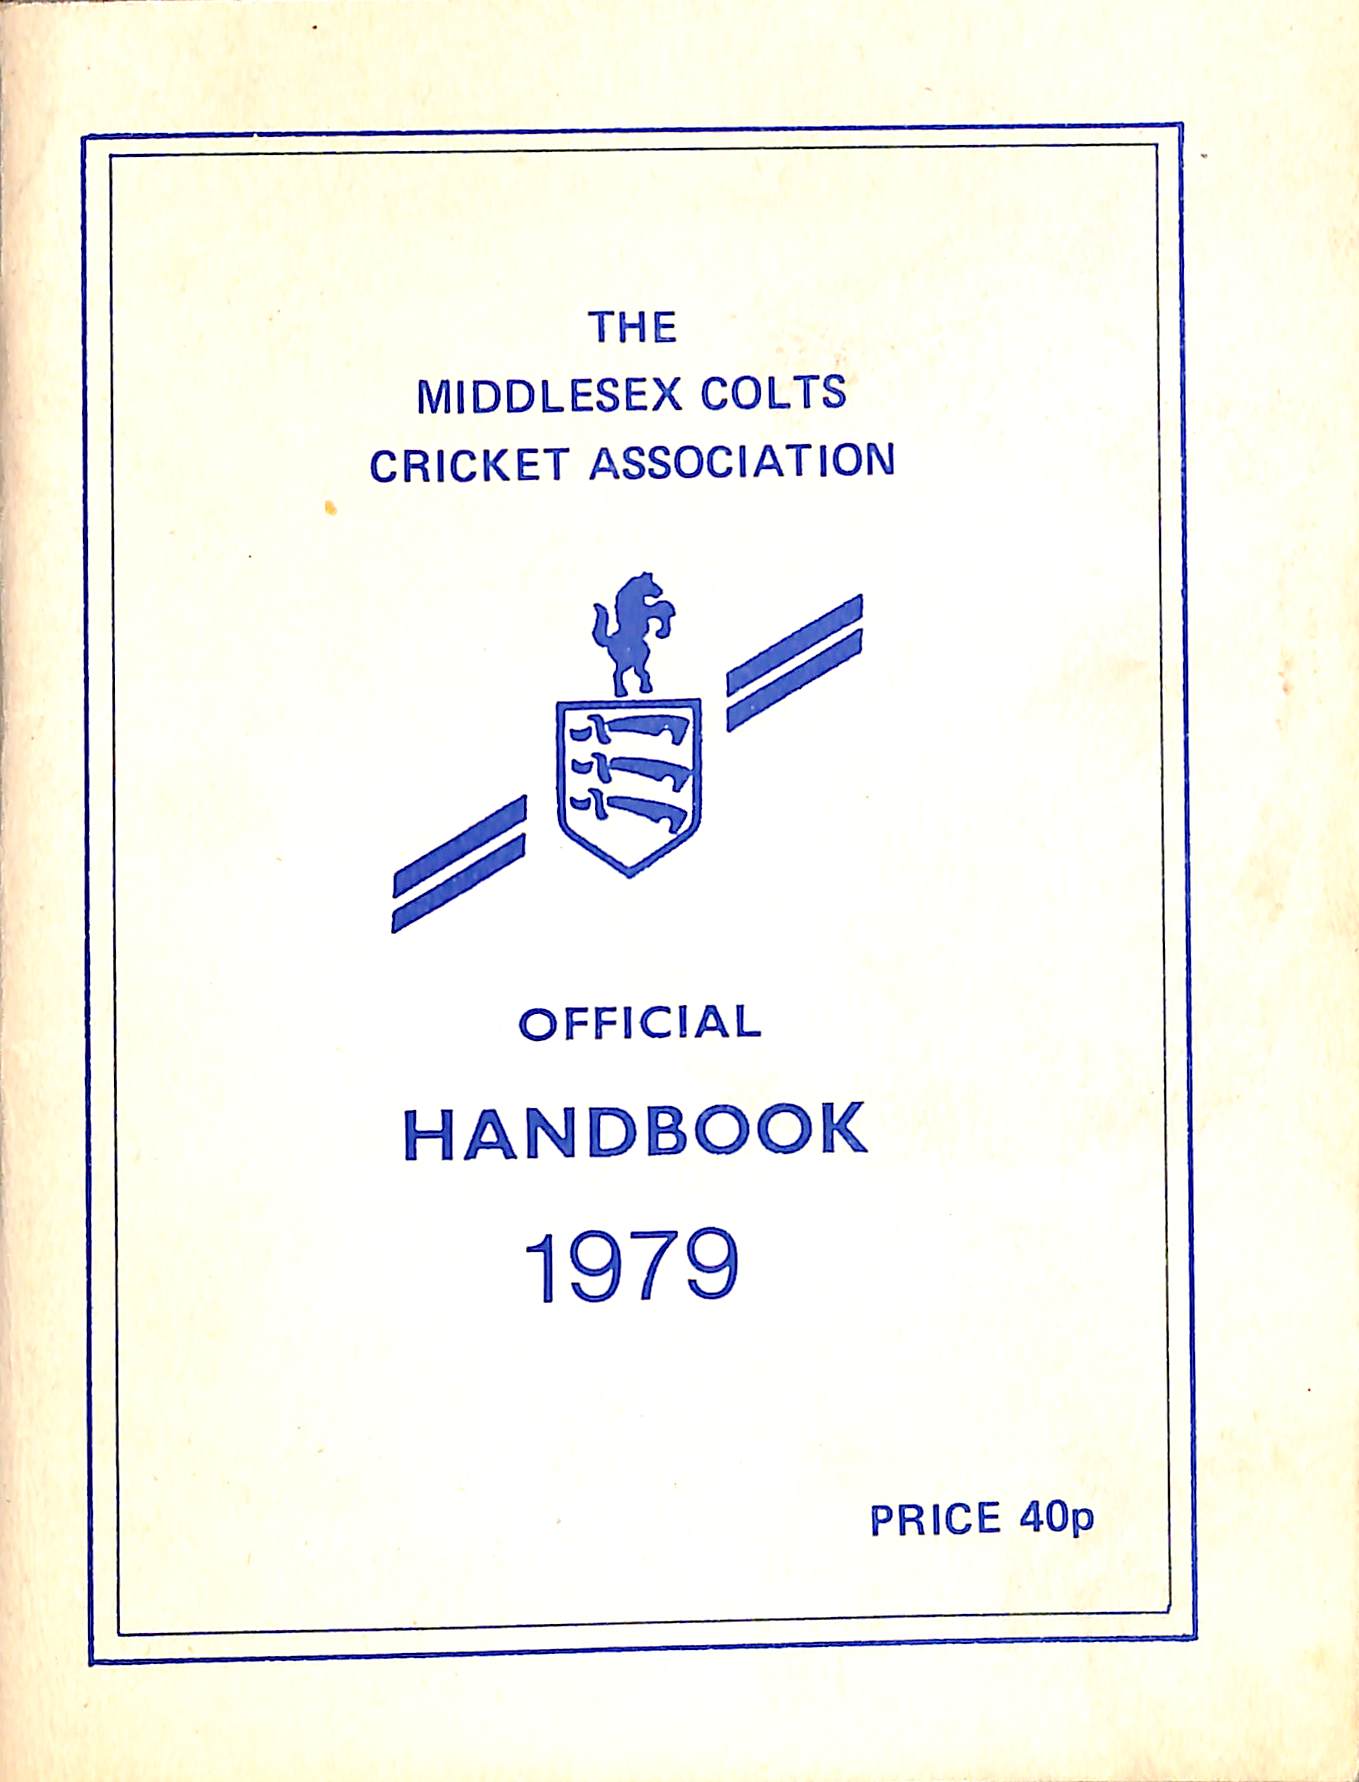 THE
MIDDLESEX COLTS
CRICKET ASSOCIATION
OFFICIAL
HANDBOOK
1979
PRICE 40p